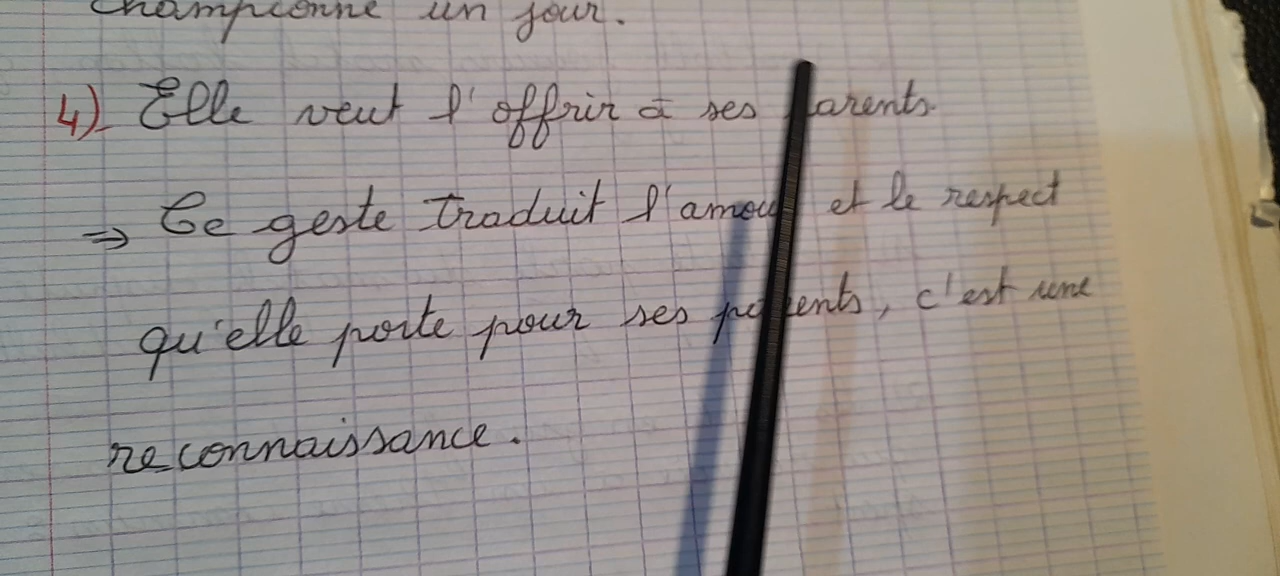 championne un jour.
4) Elle veut l'offrir à ses parents.
⇒ Ce geste traduit l'amour et le respect
qu'elle porte pour ses parents, c'est une
reconnaissance.